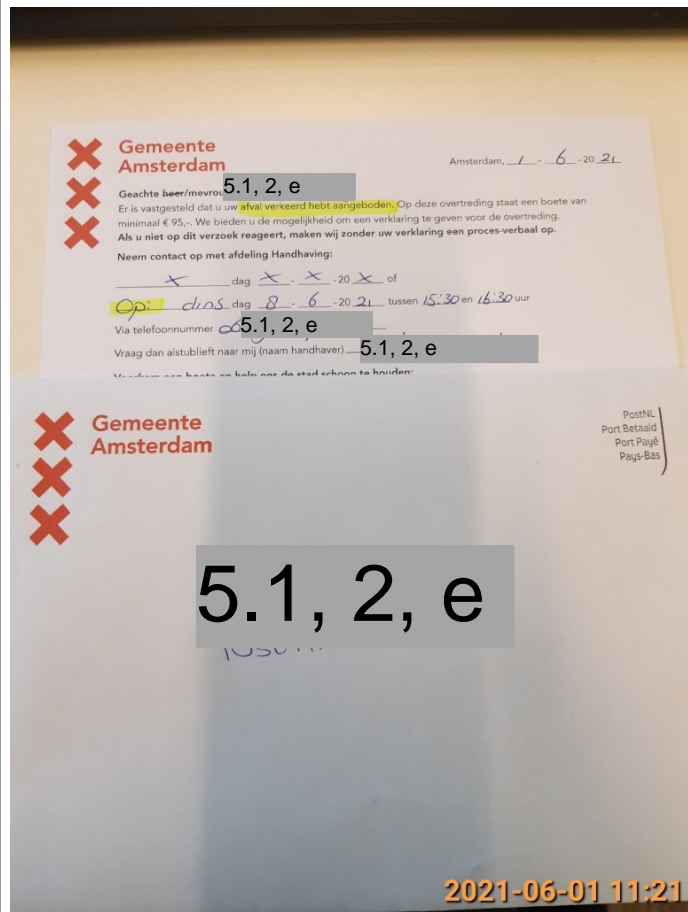 Gemeente
Amsterdam
Amsterdam, 1 - 6 - 20 21
Geachte heer/mevrou 5.1, 2, e
Er is vastgesteld dat u uw afval verkeerd hebt aangeboden. Op deze overtreding staat een boete van
minimaal € 95,-. We bieden u de mogelijkheid om een verklaring te geven voor de overtreding.
Als u niet op dit verzoek reageert, maken wij zonder uw verklaring een proces-verbaal op.
Neem contact op met afdeling Handhaving:
x dag x - x - 20 x of
Op: dins dag 8 - 6 - 20 21 tussen 15:30 en 16:30 uur
Via telefoonnummer 06 5.1, 2, e
Vraag dan alstublieft naar mij (naam handhaver) 5.1, 2, e
Gemeente
Amsterdam
PostNL
Port Betaald
Port Payé
Pays-Bas
5.1, 2, e
2021-06-01 11:21